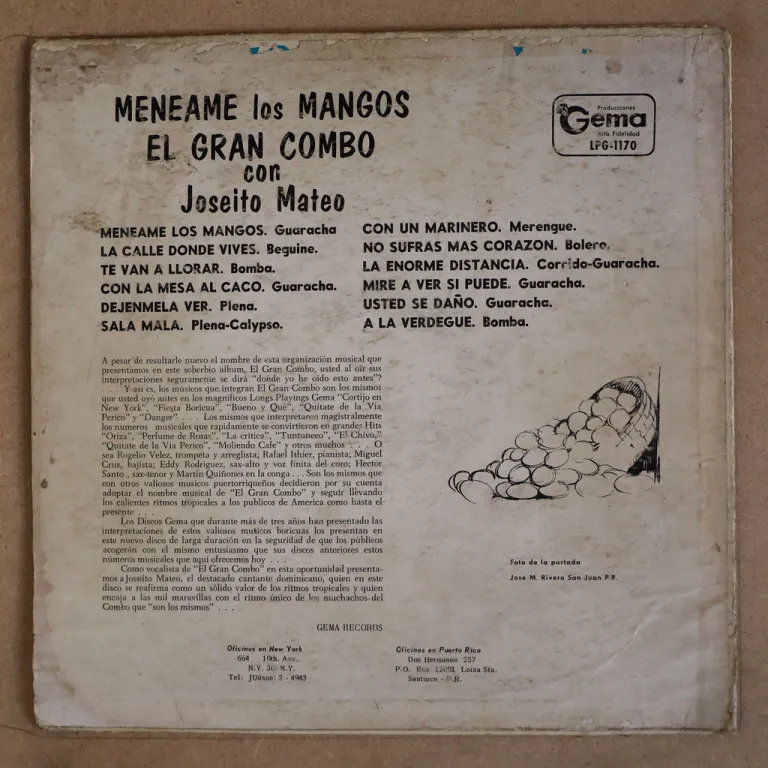 MENEAME los MANGOS
EL GRAN COMBO
con
Joseito Mateo
Producciones
Gema
Alta Fidelidad
LPG-1170
MENEAME LOS MANGOS. Guaracha
LA CALLE DONDE VIVES. Beguine.
TE VAN A LLORAR. Bomba.
CON LA MESA AL CACO. Guaracha.
DEJENMELA VER. Plena.
SALA MALA. Plena-Calypso.
CON UN MARINERO. Merengue.
NO SUFRAS MAS CORAZON. Bolero.
LA ENORME DISTANCIA. Corrido-Guaracha.
MIRE A VER SI PUEDE. Guaracha.
USTED SE DAÑO. Guaracha.
A LA VERDEGUE. Bomba.
A pesar de resultarle nuevo el nombre de esta organización musical que
presentamos en este soberbio album, El Gran Combo, usted al oir sus
interpretaciones seguramente se dirá "donde yo he oido esto antes"?
. . . Y asi es, los músicos que integran El Gran Combo son los mismos
que usted oyó antes en los magníficos Longs Playings Gema "Cortijo en
New York", "Fiesta Boricua", "Bueno y Qué", "Quitate de la Via
Perico" y "Danger" . . . Los mismos que interpretaron magistralmente
los numeros musicales que rapidamente se convirtieron en grandes Hits
"Oriza", "Perfume de Rosas", "La critica", "Tuntuneco", "El Chivo,"
"Quitate de la Via Perico", "Moliendo Cafe" y otros muchos . . . O
sea Rogelio Velez, trompeta y arreglista; Rafael Ithier, pianista; Miguel
Cruz, bajista; Eddy Rodriguez, sax-alto y voz finita del coro; Hector
Santo , sax-tenor y Martín Quiñones en la conga . . . Son los mismos que
con otros valiosos musicos puertorriqueños decidieron por su cuenta
adoptar el nombre musical de "El Gran Combo" y seguir llevando
los calientes ritmos tropicales a los publicos de America como hasta el
presente . . .
Los Discos Gema que durante más de tres años han presentado las
interpretaciones de estos valiosos musicos boricuas los presentan en
este nuevo disco de larga duración en la seguridad de que los públicos
acogerán con el mismo entusiasmo que sus discos anteriores estos
números musicales que aquí ofrecemos hoy . . .
Como vocalista de "El Gran Combo" en esta oportunidad presenta-
mos a Joseito Mateo, el destacado cantante dominicano, quien en este
disco se reafirma como un sólido valor de los ritmos tropicales y quien
encaja a las mil maravillas con el ritmo único de los muchachos del
Combo que "son los mismos" . . .
GEMA RECORDS
Foto de la portada
Jose M. Rivera San Juan P.R.
Oficinas en New York
664 10th. Ave.
N.Y. 36 N.Y.
Tel: JUdson: 2 - 4943
Oficinas en Puerto Rico
Dos Hermanos 257
P.O. Box 12001 Loiza Sta.
Santurce - P.R.